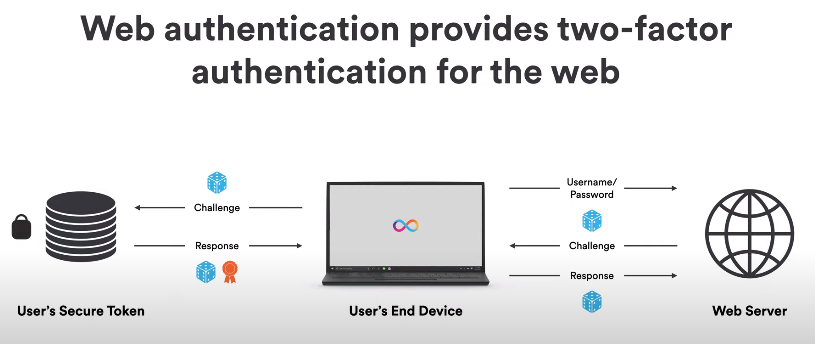 Web authentication provides two-factor
authentication for the web
Username/
Password
Challenge
Challenge
Response
Response
User's Secure Token
User's End Device
Web Server